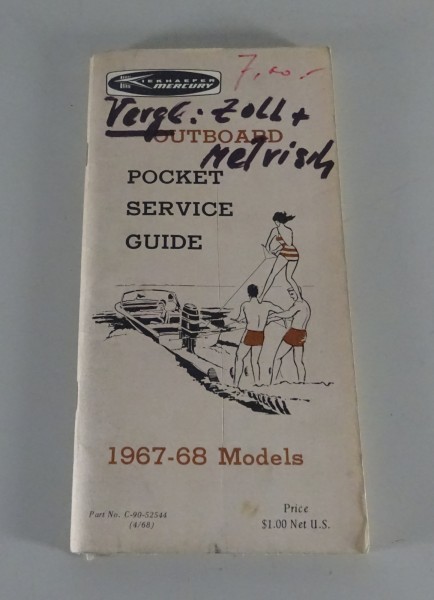 KIEKHAEFER
MERCURY
7,00.-
Vergl: Zoll +
Metrisch
OUTBOARD
POCKET
SERVICE
GUIDE
1967-68 Models
Part No. C-90-52544
(4/68)
Price
$1.00 Net U.S.